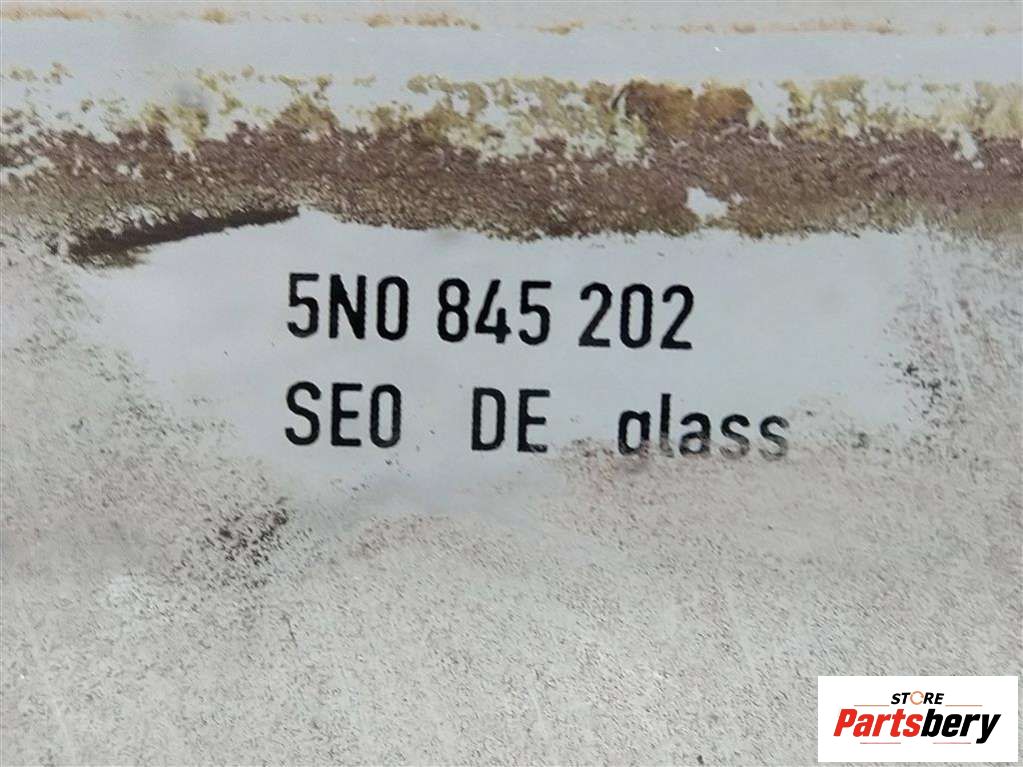 5N0 845 202
SEO DE glass
STORE
Partsbery